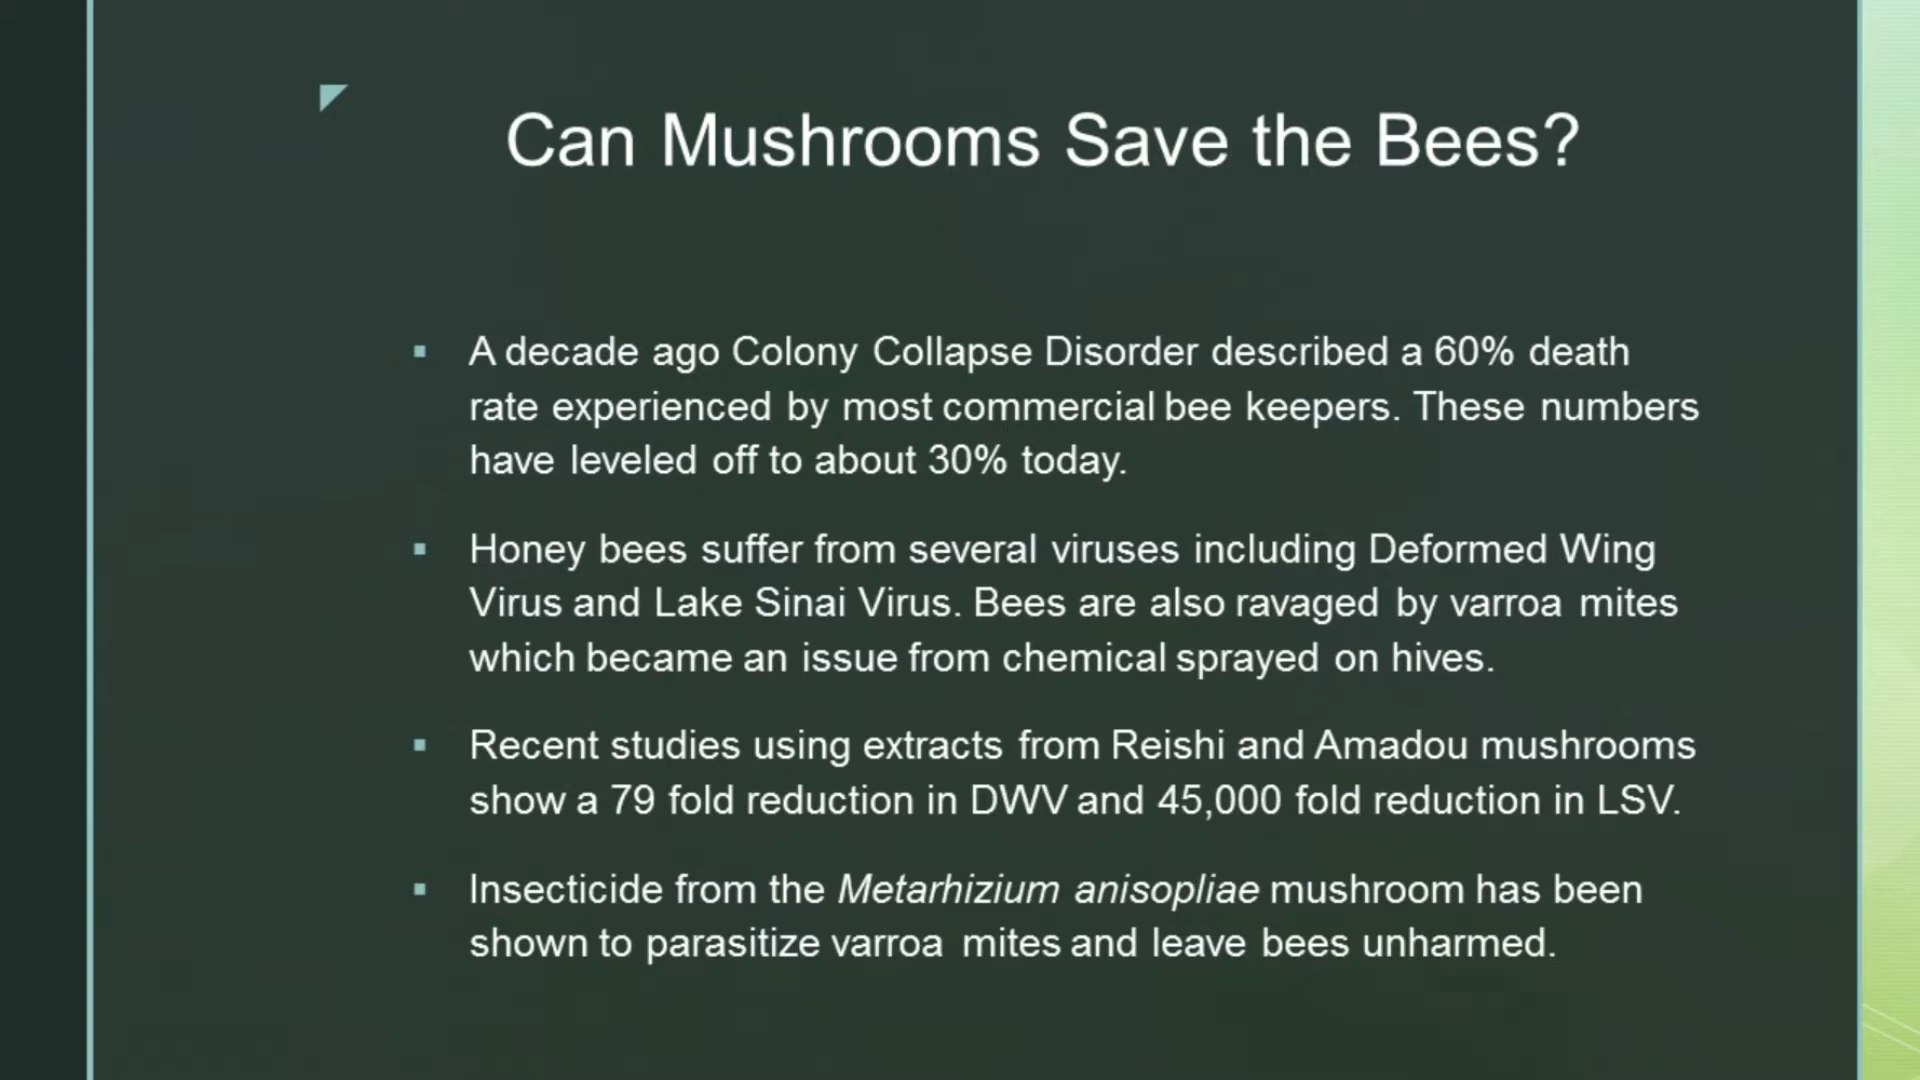 Can Mushrooms Save the Bees?
▪ A decade ago Colony Collapse Disorder described a 60% death
rate experienced by most commercial bee keepers. These numbers
have leveled off to about 30% today.
▪ Honey bees suffer from several viruses including Deformed Wing
Virus and Lake Sinai Virus. Bees are also ravaged by varroa mites
which became an issue from chemical sprayed on hives.
▪ Recent studies using extracts from Reishi and Amadou mushrooms
show a 79 fold reduction in DWV and 45,000 fold reduction in LSV.
▪ Insecticide from the Metarhizium anisopliae mushroom has been
shown to parasitize varroa mites and leave bees unharmed.